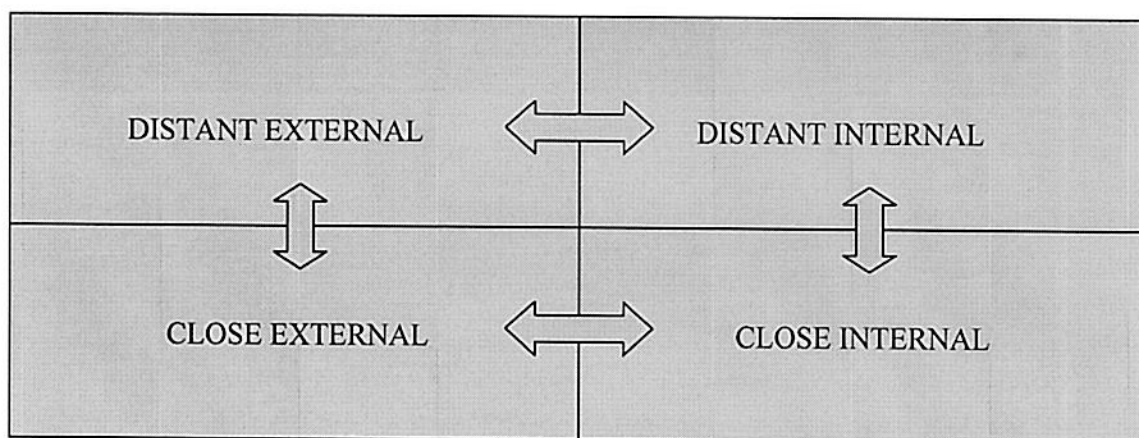 DISTANT EXTERNAL
DISTANT INTERNAL
CLOSE EXTERNAL
CLOSE INTERNAL